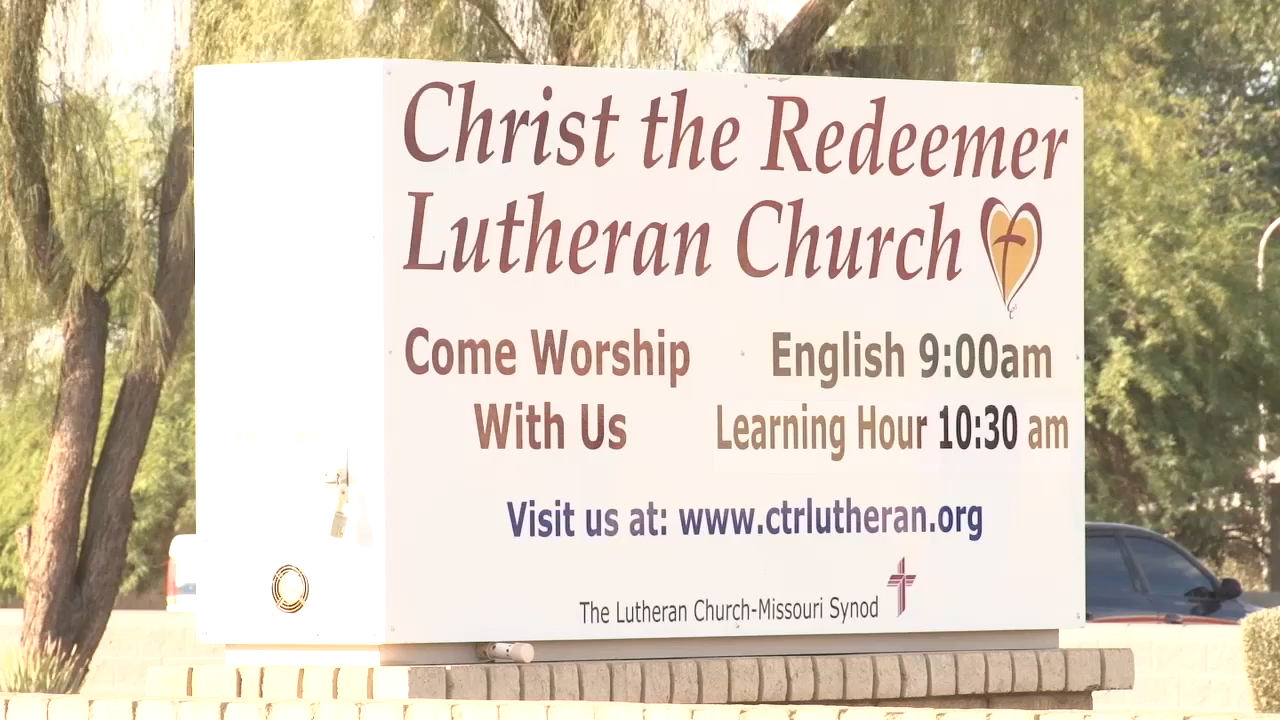 Christ the Redeemer
Lutheran Church
Come Worship
With Us
English 9:00am
Learning Hour 10:30 am
Visit us at: www.ctrlutheran.org
The Lutheran Church-Missouri Synod